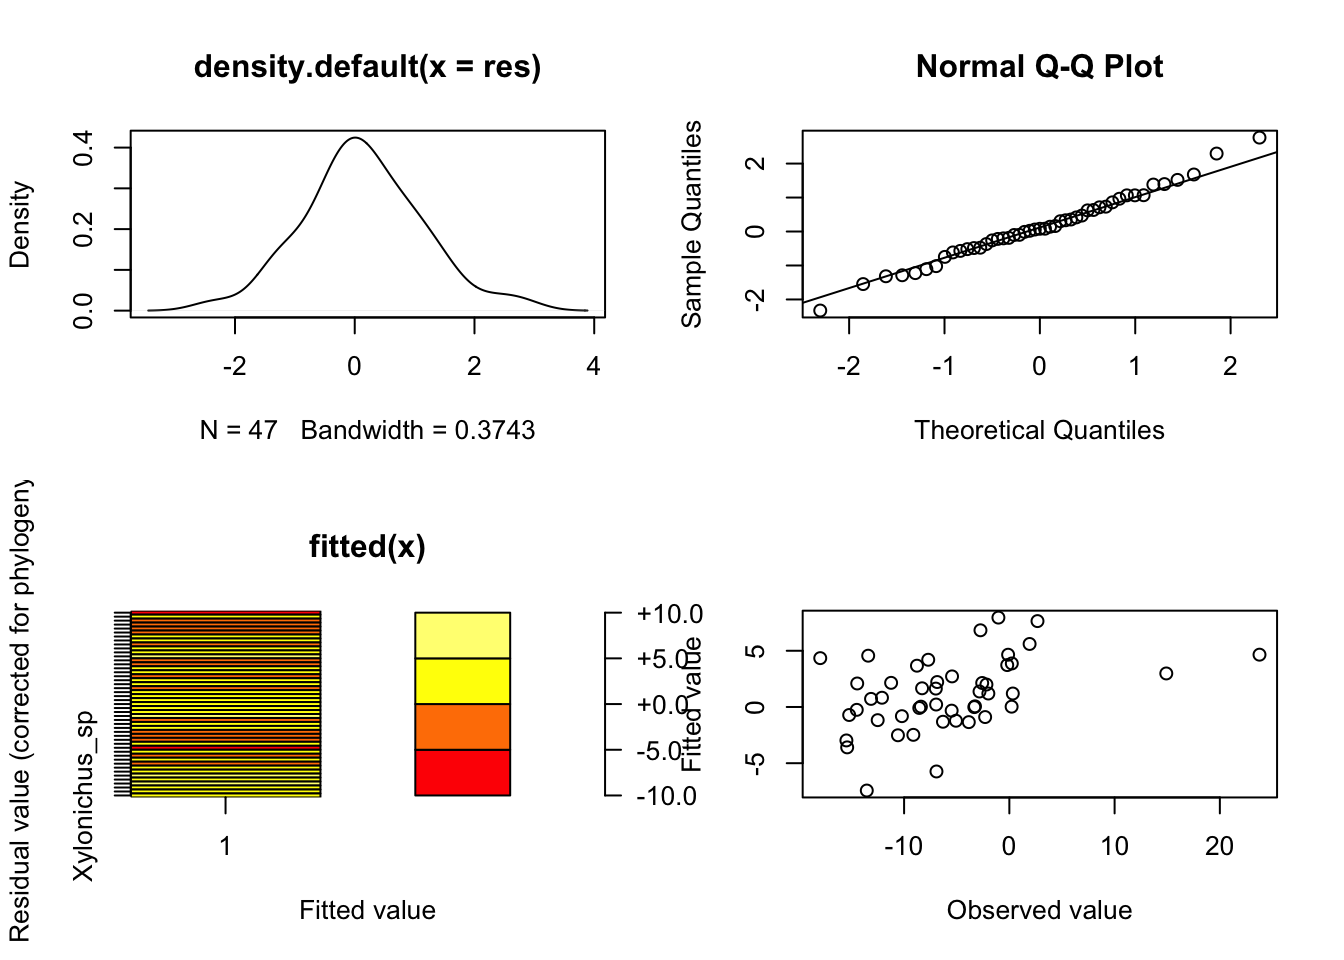 density.default(x = res)
Density
0.0
0.2
0.4
-2
0
2
4
N = 47   Bandwidth = 0.3743
Normal Q-Q Plot
Sample Quantiles
-2
0
2
-2
-1
0
1
2
Theoretical Quantiles
fitted(x)
Residual value (corrected for phylogeny
Xylonichus_sp
1
Fitted value
+10.0
+5.0
+0.0
-5.0
-10.0
Fitted value
-5
0
5
-10
0
10
20
Observed value